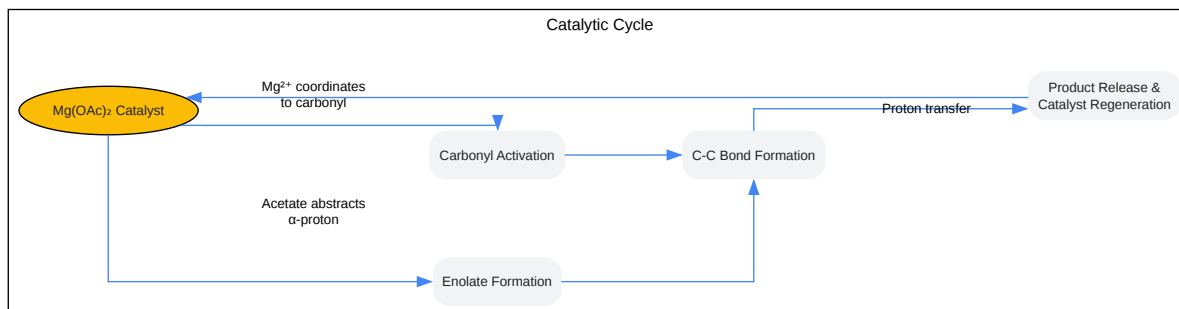 Catalytic Cycle
Mg²⁺ coordinates
to carbonyl
Mg(OAc)₂ Catalyst
Product Release &
Catalyst Regeneration
Proton transfer
Carbonyl Activation
C-C Bond Formation
Acetate abstracts
α-proton
Enolate Formation